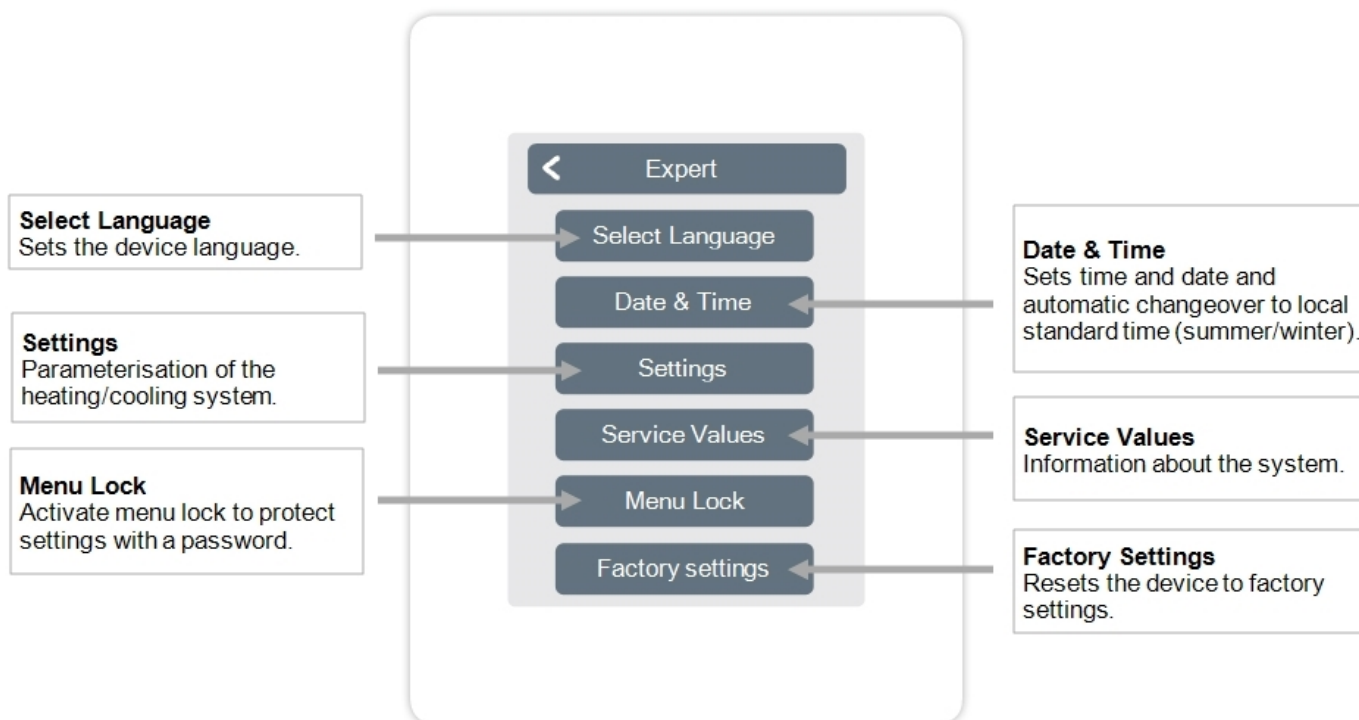 Expert
Select Language
Date & Time
Settings
Service Values
Menu Lock
Factory settings
Select Language
Sets the device language.
Settings
Parameterisation of the
heating/cooling system.
Menu Lock
Activate menu lock to protect
settings with a password.
Date & Time
Sets time and date and
automatic changeover to local
standard time (summer/winter).
Service Values
Information about the system.
Factory Settings
Resets the device to factory
settings.